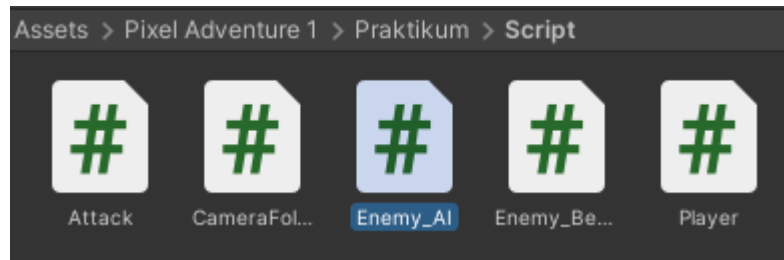 Assets > Pixel Adventure 1 > Praktikum > Script
# # # # #
Attack CameraFol... Enemy_AI Enemy_Be... Player